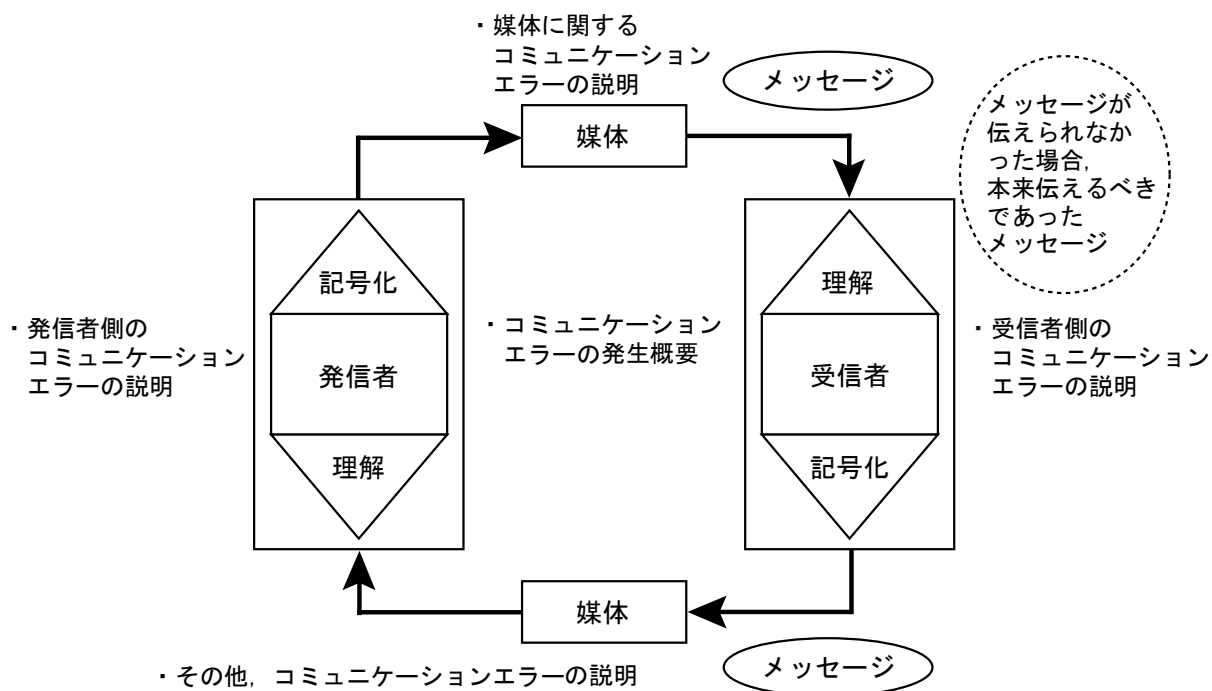 ・媒体に関する
コミュニケーション
エラーの説明
メッセージ
媒体
メッセージが
伝えられなか
った場合,
本来伝えるべき
であった
メッセージ
記号化
理解
・発信者側の
コミュニケーション
エラーの説明
発信者
・コミュニケーション
エラーの発生概要
受信者
・受信者側の
コミュニケーション
エラーの説明
理解
記号化
媒体
・その他, コミュニケーションエラーの説明
メッセージ